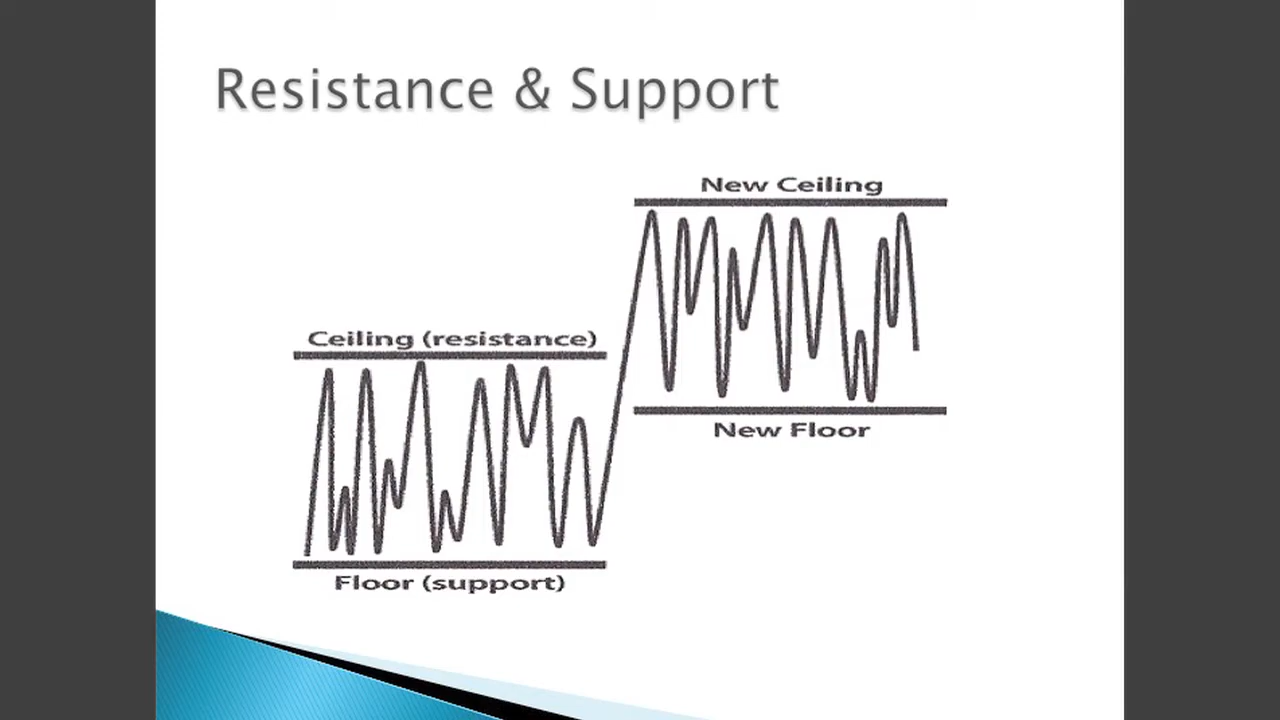 Resistance & Support
New Ceiling
Ceiling (resistance)
New Floor
Floor (support)